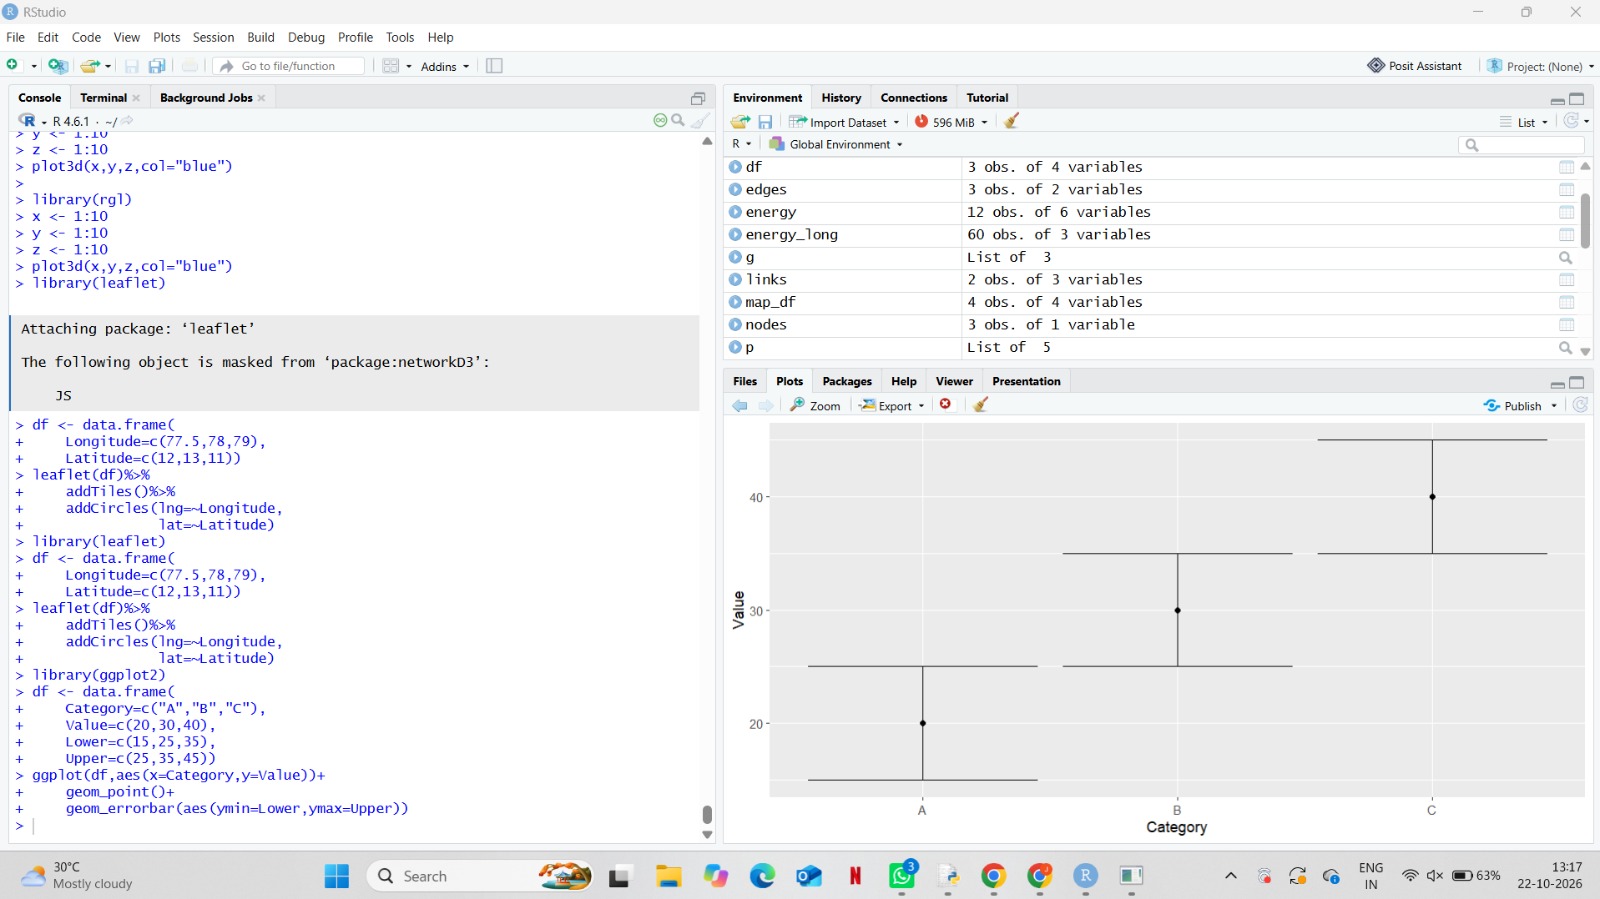 RStudio
File Edit Code View Plots Session Build Debug Profile Tools Help
Go to file/function Addins Posit Assistant Project: (None)
Console Terminal Background Jobs
R 4.6.1 · ~/
> y <- 1:10
> z <- 1:10
> plot3d(x,y,z,col="blue")
>
> library(rgl)
> x <- 1:10
> y <- 1:10
> z <- 1:10
> plot3d(x,y,z,col="blue")
> library(leaflet)
Attaching package: ‘leaflet’
The following object is masked from ‘package:networkD3’:
JS
> df <- data.frame(
+     Longitude=c(77.5,78,79),
+     Latitude=c(12,13,11))
> leaflet(df)%>%
+     addTiles()%>%
+     addCircles(lng=~Longitude,
+                lat=~Latitude)
> library(leaflet)
> df <- data.frame(
+     Longitude=c(77.5,78,79),
+     Latitude=c(12,13,11))
> leaflet(df)%>%
+     addTiles()%>%
+     addCircles(lng=~Longitude,
+                lat=~Latitude)
> library(ggplot2)
> df <- data.frame(
+     Category=c("A","B","C"),
+     Value=c(20,30,40),
+     Lower=c(15,25,35),
+     Upper=c(25,35,45))
> ggplot(df,aes(x=Category,y=Value))+
+     geom_point()+
+     geom_errorbar(aes(ymin=Lower,ymax=Upper))
>
Environment History Connections Tutorial
Import Dataset 596 MiB List
R Global Environment
df 3 obs. of 4 variables
edges 3 obs. of 2 variables
energy 12 obs. of 6 variables
energy_long 60 obs. of 3 variables
g List of 3
links 2 obs. of 3 variables
map_df 4 obs. of 4 variables
nodes 3 obs. of 1 variable
p List of 5
Files Plots Packages Help Viewer Presentation
Zoom Export Publish
40
30
20
Value
A B C
Category
30°C
Mostly cloudy
Search
3
ENG
IN
63%
13:17
22-10-2026